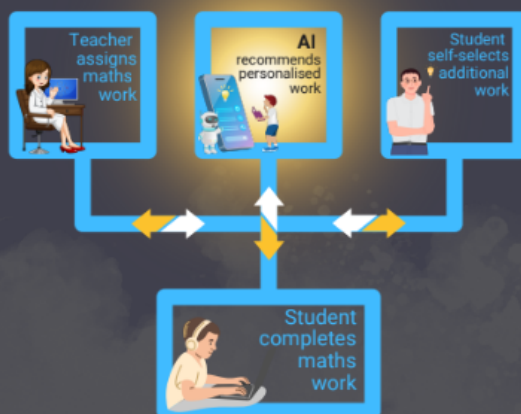 Teacher
assigns
maths
work
AI
recommends
personalised
work
Student
self-selects
additional
work
Student
completes
maths
work